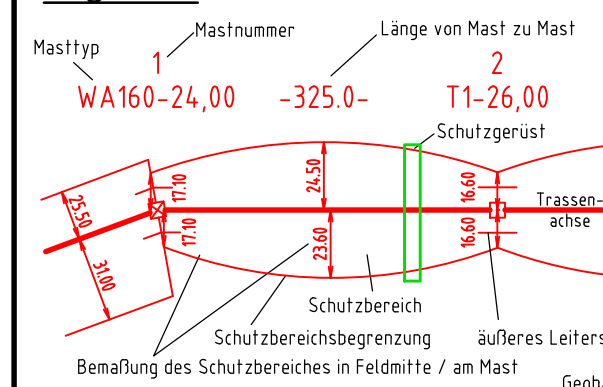 Mastnummer
Länge von Mast zu Mast
Masttyp
1
2
WA160-24,00
-325.0-
T1-26,00
Schutzgerüst
25.50
17.10
24.50
16.60
Trassen-
achse
31.00
17.10
23.60
16.60
Schutzbereich
Schutzbereichsbegrenzung
äußeres Leiters
Bemaßung des Schutzbereiches in Feldmitte / am Mast